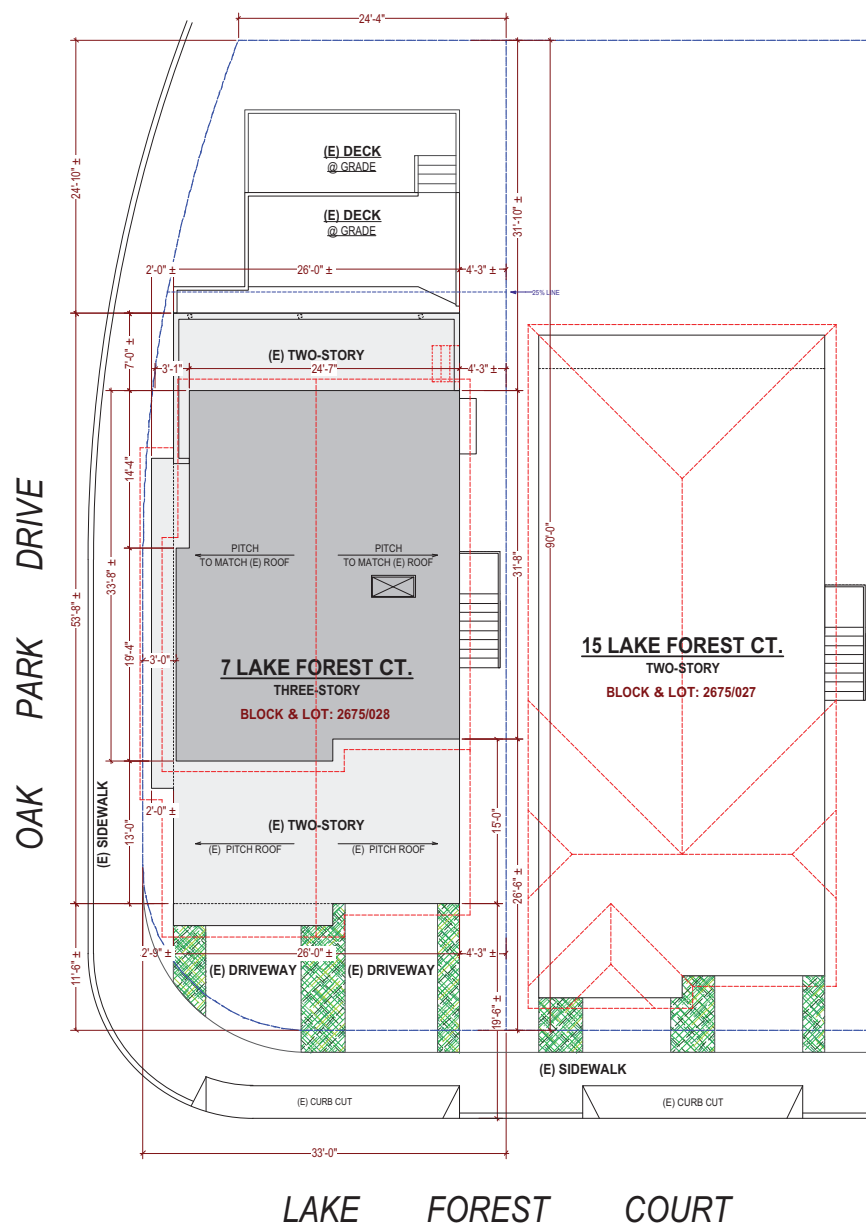 24'-4"
24'-10" ±
31'-10" ±
(E) DECK
@ GRADE
(E) DECK
@ GRADE
2'-0" ±
26'-0" ±
4'-3" ±
25% LINE
7'-0" ±
(E) TWO-STORY
3'-1"
24'-7"
4'-3" ±
14'-4"
33'-8" ±
53'-8" ±
19'-4"
31'-8"
90'-0"
PITCH
TO MATCH (E) ROOF
PITCH
TO MATCH (E) ROOF
3'-0" ±
7 LAKE FOREST CT.
THREE-STORY
BLOCK & LOT: 2675/028
15 LAKE FOREST CT.
TWO-STORY
BLOCK & LOT: 2675/027
OAK PARK DRIVE
(E) SIDEWALK
2'-0" ±
13'-0"
(E) TWO-STORY
(E) PITCH ROOF
(E) PITCH ROOF
15'-0"
26'-6" ±
11'-6" ±
2'-9" ±
26'-0" ±
4'-3" ±
(E) DRIVEWAY
(E) DRIVEWAY
19'-6" ±
(E) SIDEWALK
(E) CURB CUT
(E) CURB CUT
33'-0"
LAKE FOREST COURT